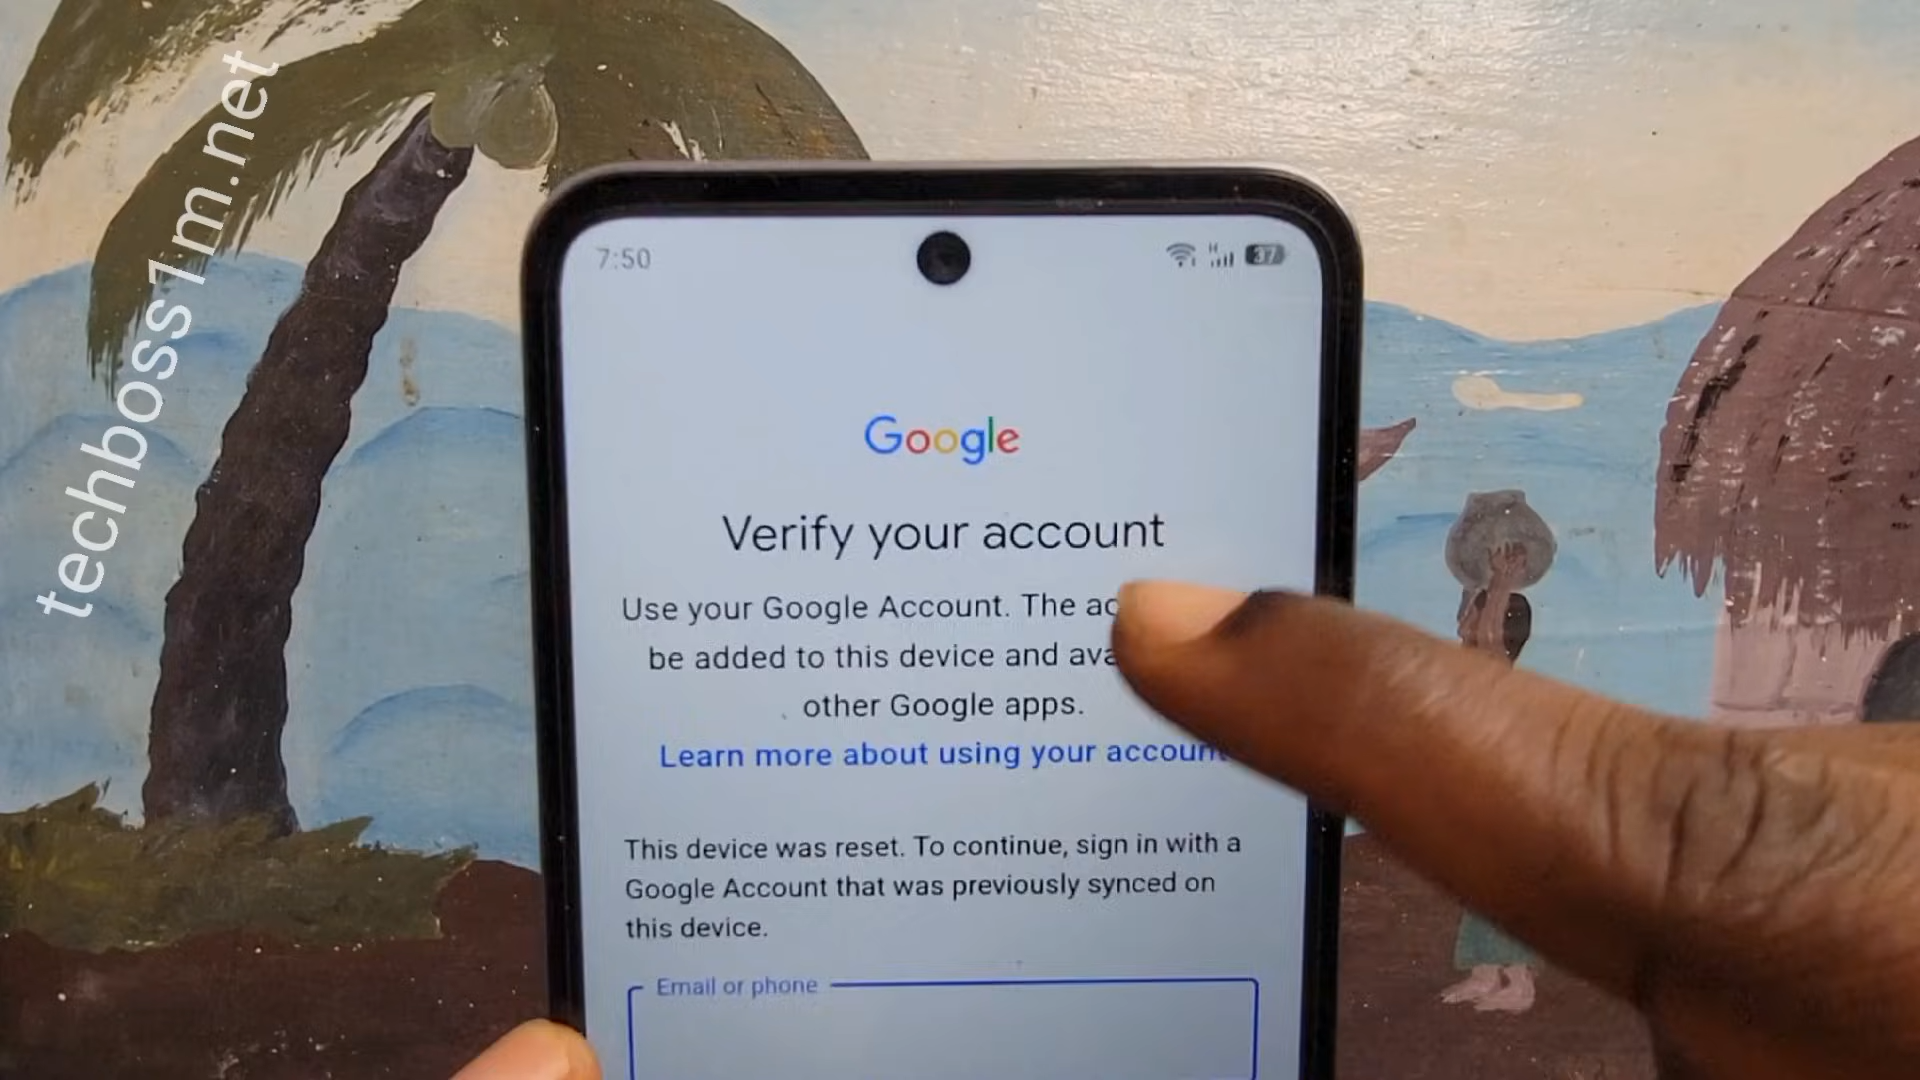 techboss1m.net
7:50
H
37
Google
Verify your account
Use your Google Account. The
be added to this device and
other Google apps.
Learn more about using your account
This device was reset. To continue, sign in with a
Google Account that was previously synced on
this device.
Email or phone